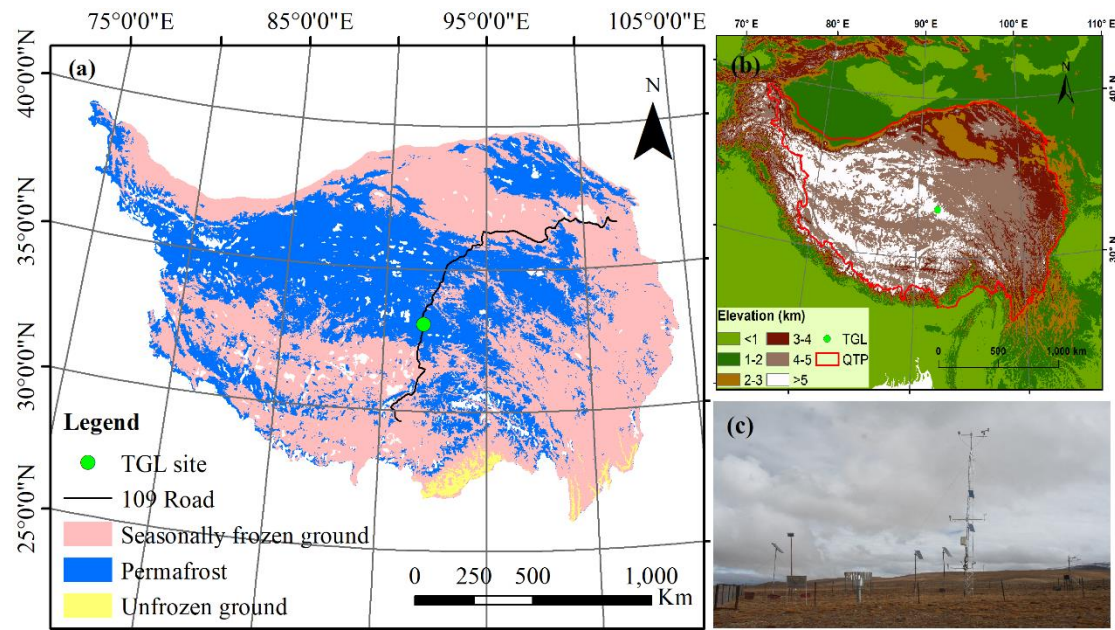 75°0'0"E 85°0'0"E 95°0'0"E 105°0'0"E
(a)
N
40°0'0"N
35°0'0"N
30°0'0"N
25°0'0"N
Legend
TGL site
109 Road
Seasonally frozen ground
Permafrost
Unfrozen ground
0 250 500 1,000
Km
70° E 80° E 90° E 100° E 110° E
(b)
N
40° N
30° N
Elevation (km)
<1 3-4 TGL
1-2 4-5 QTP
2-3 >5
0 500 1,000 km
(c)